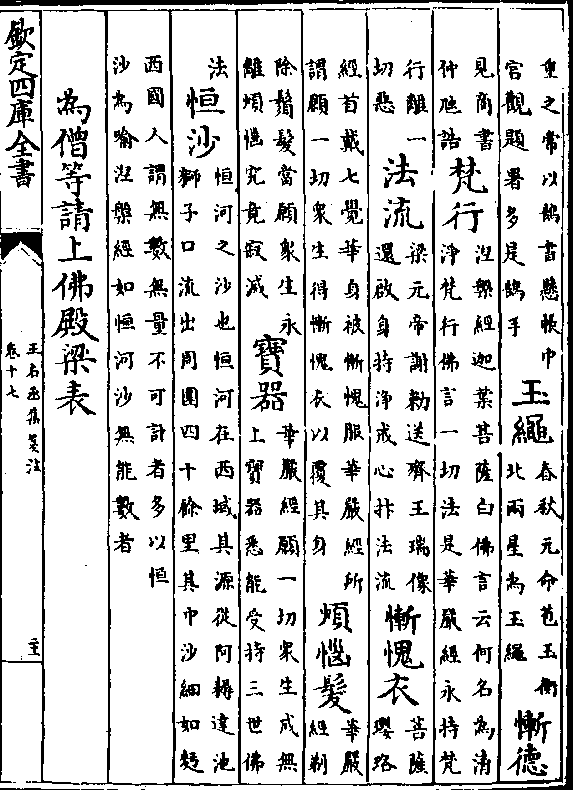 重之常以鵠書懸帳中
宫觀題署多是鵠手
玉繩
春秋元命苞玉衡
北兩星為玉繩
慚德
見商書
仲虺誥
梵行
涅槃經迦葉菩薩白佛言云何名為清
淨梵行佛言一切法是華嚴經永持梵
行離一
切惡
法流
梁元帝謝勅送齊王瑞像
還啟身持淨戒心抃法流
慚愧衣
菩薩
瓔珞
經首戴七覺華身被慚愧服華嚴經所
謂願一切衆生得慚愧衣以覆其身
煩惱髮
華嚴
經剃
除鬚髮當願衆生永
離煩惱究竟寂滅
寶器
華嚴經願一切衆生成無
上寶器悉能受持三世佛
法
恒沙
恒河之沙也恒河在西域其源從阿耨達池
獅子口流出周圍四十餘里其中沙細如麫
西國人謂無數無量不可計者多以恒
沙為喻涅槃經如恒河沙無能數者
為僧等請上佛殿梁表
欽定四庫全書
王右丞集箋注
卷十七